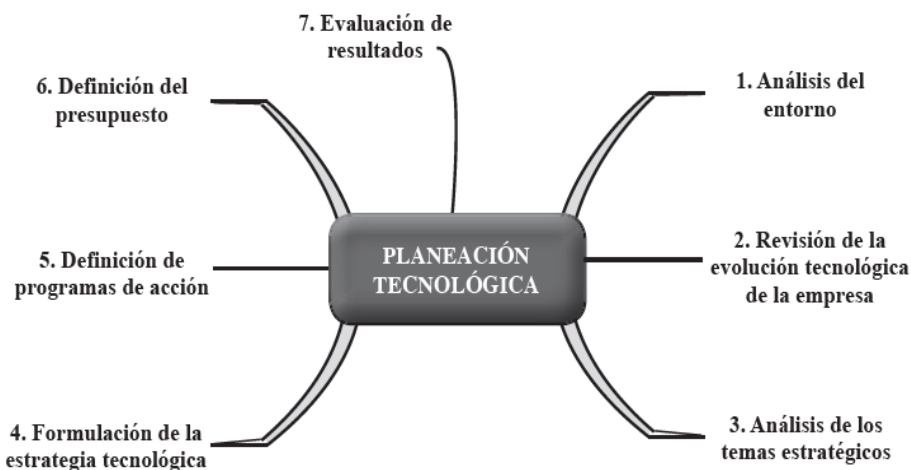 7. Evaluación de
resultados
6. Definición del
presupuesto
1. Análisis del
entorno
PLANEACIÓN
TECNOLÓGICA
2. Revisión de la
evolución tecnológica
de la empresa
5. Definición de
programas de acción
4. Formulación de la
estrategia tecnológica
3. Análisis de los
temas estratégicos